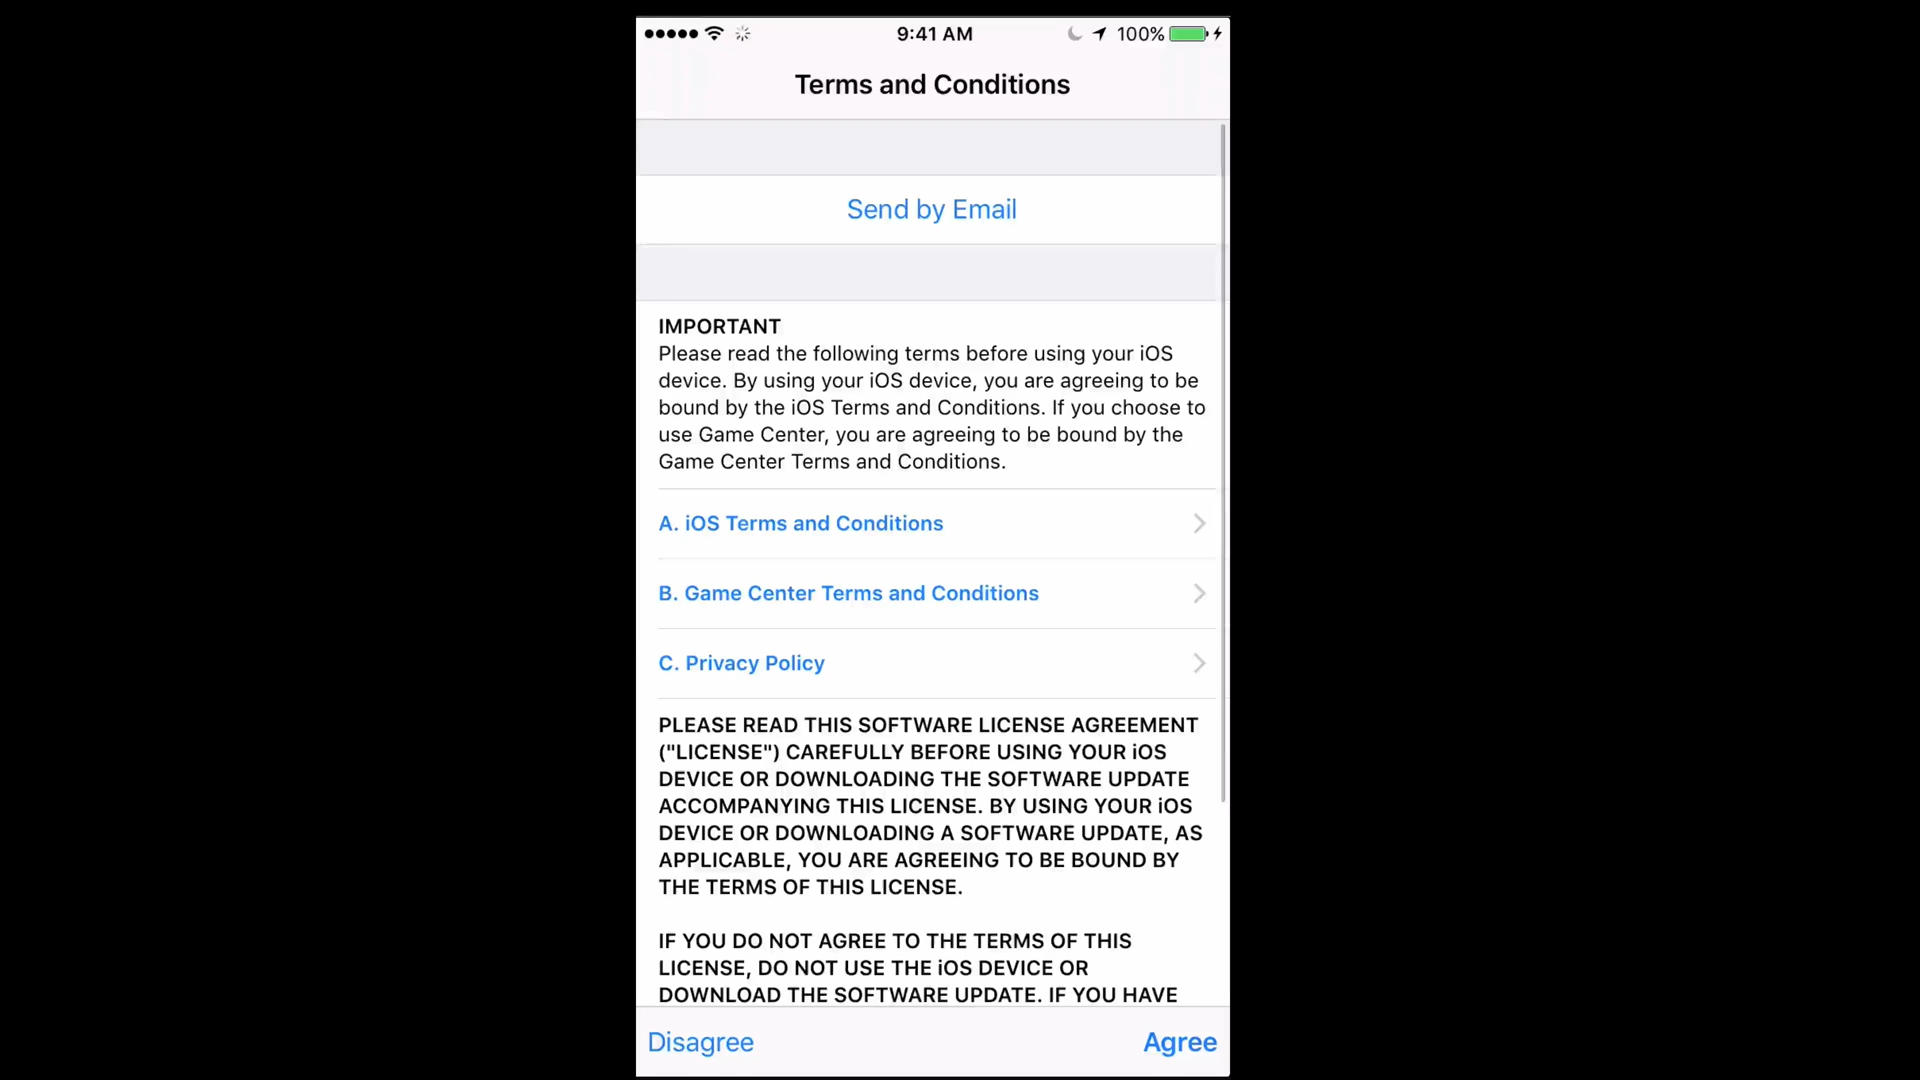 9:41 AM
100%
Terms and Conditions
Send by Email
IMPORTANT
Please read the following terms before using your iOS
device. By using your iOS device, you are agreeing to be
bound by the iOS Terms and Conditions. If you choose to
use Game Center, you are agreeing to be bound by the
Game Center Terms and Conditions.
A. iOS Terms and Conditions
B. Game Center Terms and Conditions
C. Privacy Policy
PLEASE READ THIS SOFTWARE LICENSE AGREEMENT
("LICENSE") CAREFULLY BEFORE USING YOUR iOS
DEVICE OR DOWNLOADING THE SOFTWARE UPDATE
ACCOMPANYING THIS LICENSE. BY USING YOUR iOS
DEVICE OR DOWNLOADING A SOFTWARE UPDATE, AS
APPLICABLE, YOU ARE AGREEING TO BE BOUND BY
THE TERMS OF THIS LICENSE.
IF YOU DO NOT AGREE TO THE TERMS OF THIS
LICENSE, DO NOT USE THE iOS DEVICE OR
DOWNLOAD THE SOFTWARE UPDATE. IF YOU HAVE
Disagree
Agree